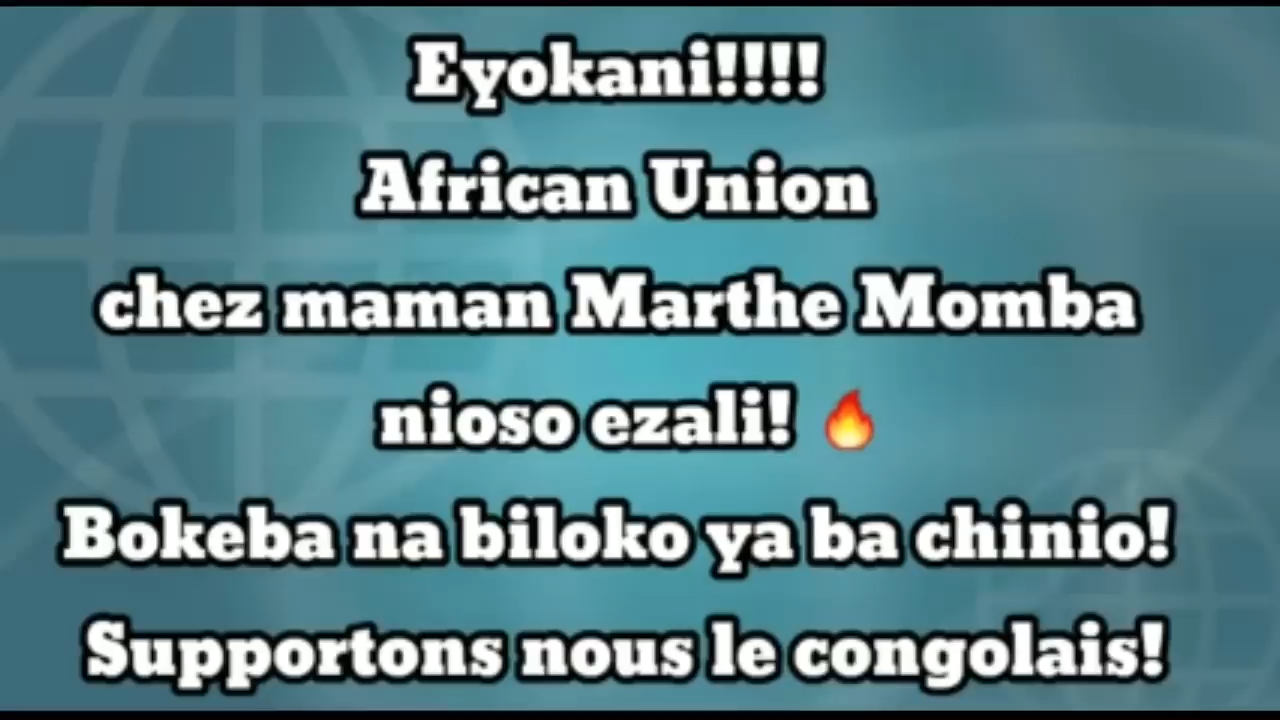 Eyokani!!!!
African Union
chez maman Marthe Momba
nioso ezali! 🔥
Bokeba na biloko ya ba chinio!
Supportons nous le congolais!